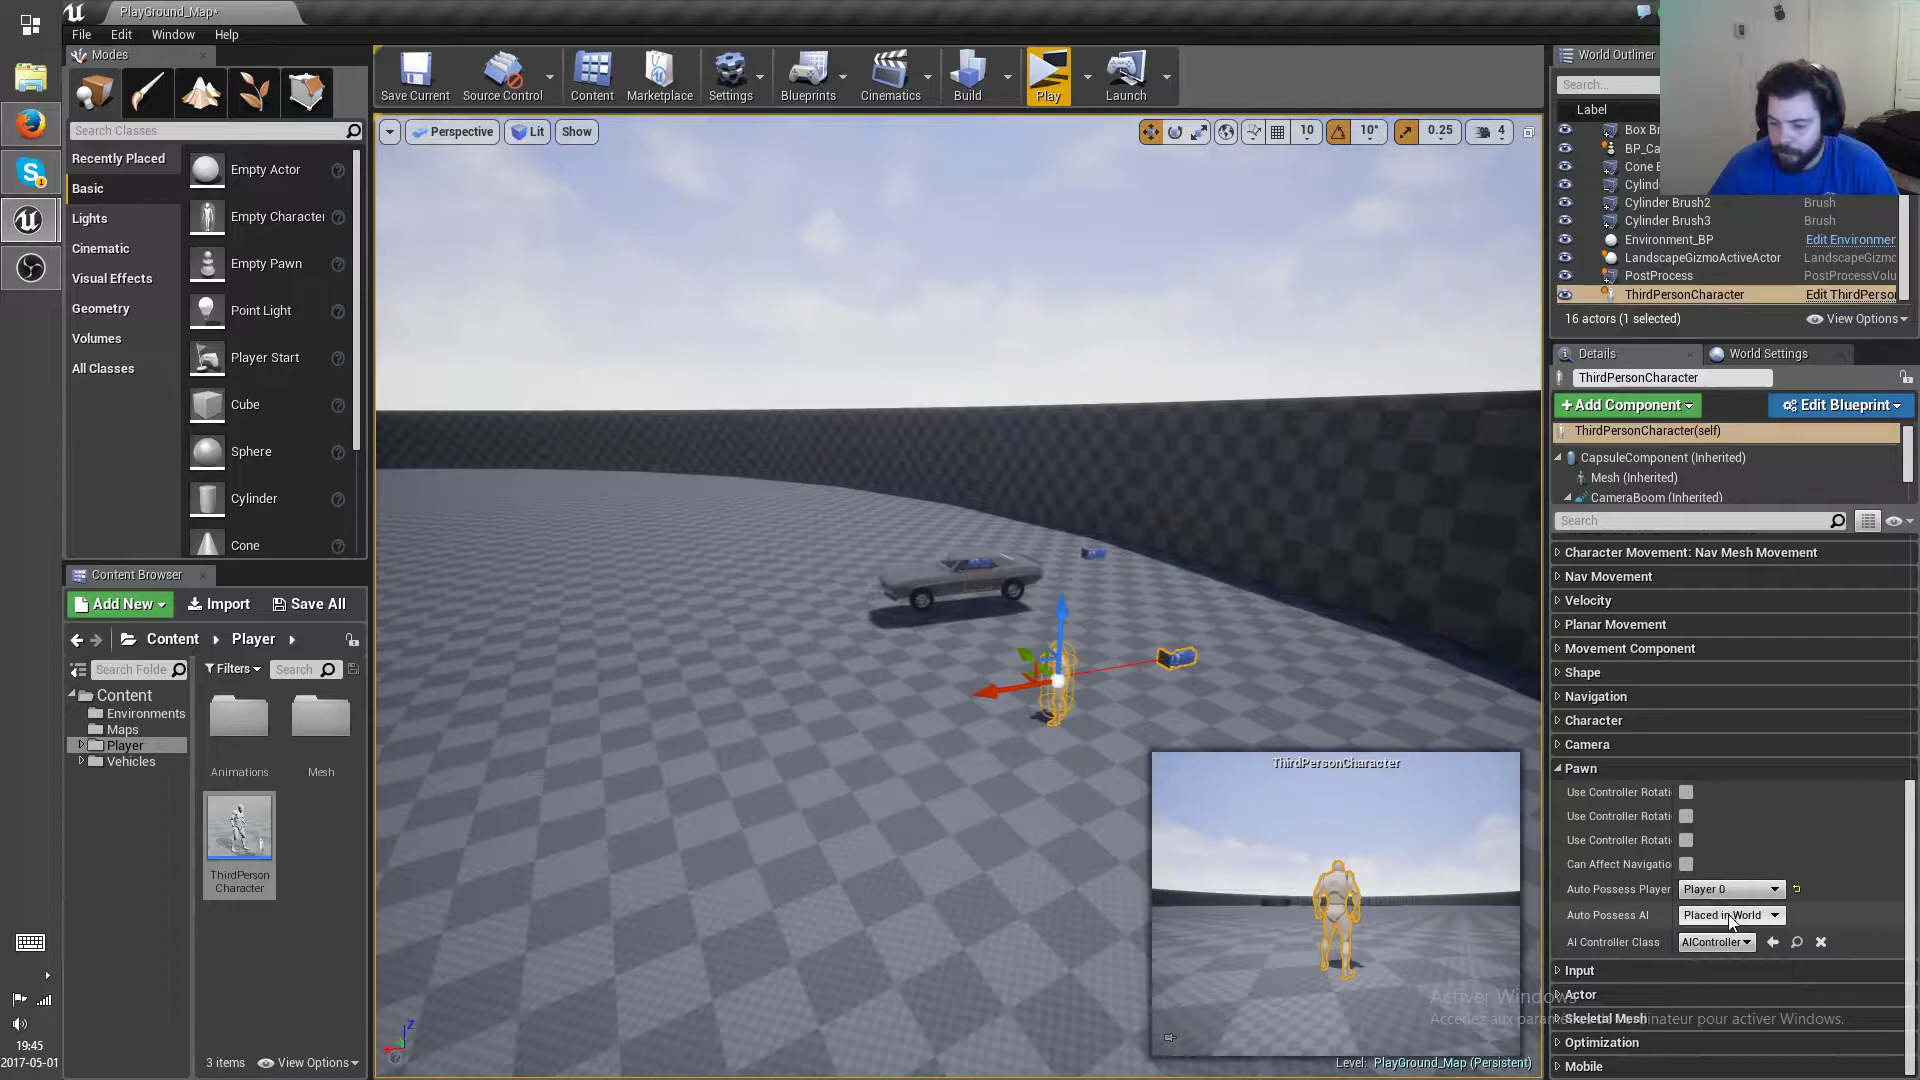 PlayGround_Map*
File Edit Window Help
Modes
Search Classes
Recently Placed
Basic
Lights
Cinematic
Visual Effects
Geometry
Volumes
All Classes
Empty Actor
Empty Character
Empty Pawn
Point Light
Player Start
Cube
Sphere
Cylinder
Cone
Save Current
Source Control
Content
Marketplace
Settings
Blueprints
Cinematics
Build
Play
Launch
Perspective
Lit
Show
10
10°
0.25
4
World Outliner
Search...
Label
Box Br
BP_Ca
Cone B
Cylind
Cylinder Brush2 Brush
Cylinder Brush3 Brush
Environment_BP Edit Environmer
LandscapeGizmoActiveActor LandscapeGizmo
PostProcess PostProcessVolu
ThirdPersonCharacter Edit ThirdPerso
16 actors (1 selected)
View Options
Details
World Settings
ThirdPersonCharacter
+Add Component
Edit Blueprint
ThirdPersonCharacter(self)
CapsuleComponent (Inherited)
Mesh (Inherited)
CameraBoom (Inherited)
Search
Character Movement: Nav Mesh Movement
Nav Movement
Velocity
Planar Movement
Movement Component
Shape
Navigation
Character
Camera
Pawn
Use Controller Rotati
Use Controller Rotati
Use Controller Rotati
Can Affect Navigatio
Auto Possess Player Player 0
Auto Possess AI Placed in World
AI Controller Class AIController
Input
Actor
Skeletal Mesh
Optimization
Mobile
Content Browser
Add New
Import
Save All
Content
Player
Search Folde
Filters
Search
Content
Environments
Maps
Player
Vehicles
Animations
Mesh
ThirdPerson
Character
3 items
View Options
ThirdPersonCharacter
Level: PlayGround_Map (Persistent)
Z
Activer Windows
Accédez aux paramètres de l'ordinateur pour activer Windows.
19:45
2017-05-01